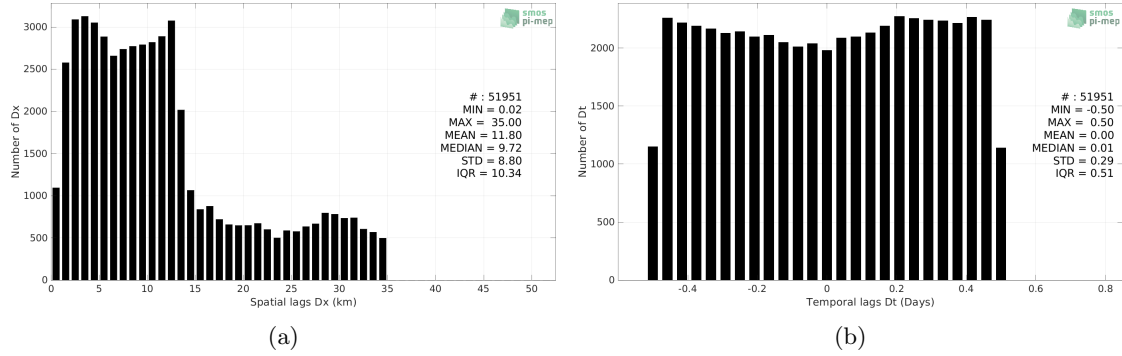 smos
pi-mep
3000
2500
2000
1500
1000
500
0
Number of Dx
# : 51951
MIN = 0.02
MAX = 35.00
MEAN = 11.80
MEDIAN = 9.72
STD = 8.80
IQR = 10.34
0 5 10 15 20 25 30 35 40 45 50
Spatial lags Dx (km)
(a)
smos
pi-mep
2000
1500
1000
500
0
Number of Dt
# : 51951
MIN = -0.50
MAX = 0.50
MEAN = 0.00
MEDIAN = 0.01
STD = 0.29
IQR = 0.51
-0.4 -0.2 0 0.2 0.4 0.6 0.8
Temporal lags Dt (Days)
(b)